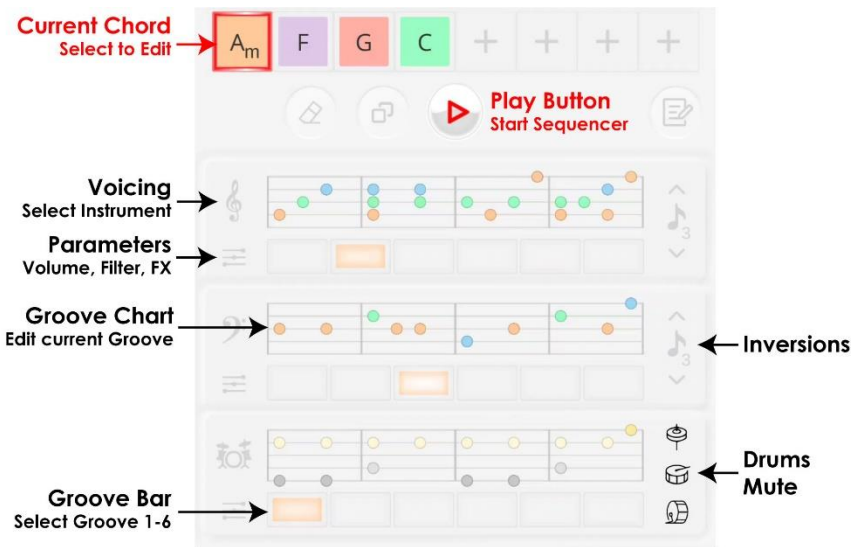 Current Chord
Select to Edit
Am F G C + + + +
Play Button
Start Sequencer
Voicing
Select Instrument
3
Parameters
Volume, Filter, FX
Groove Chart
Edit current Groove
3
Inversions
Drums
Mute
Groove Bar
Select Groove 1-6